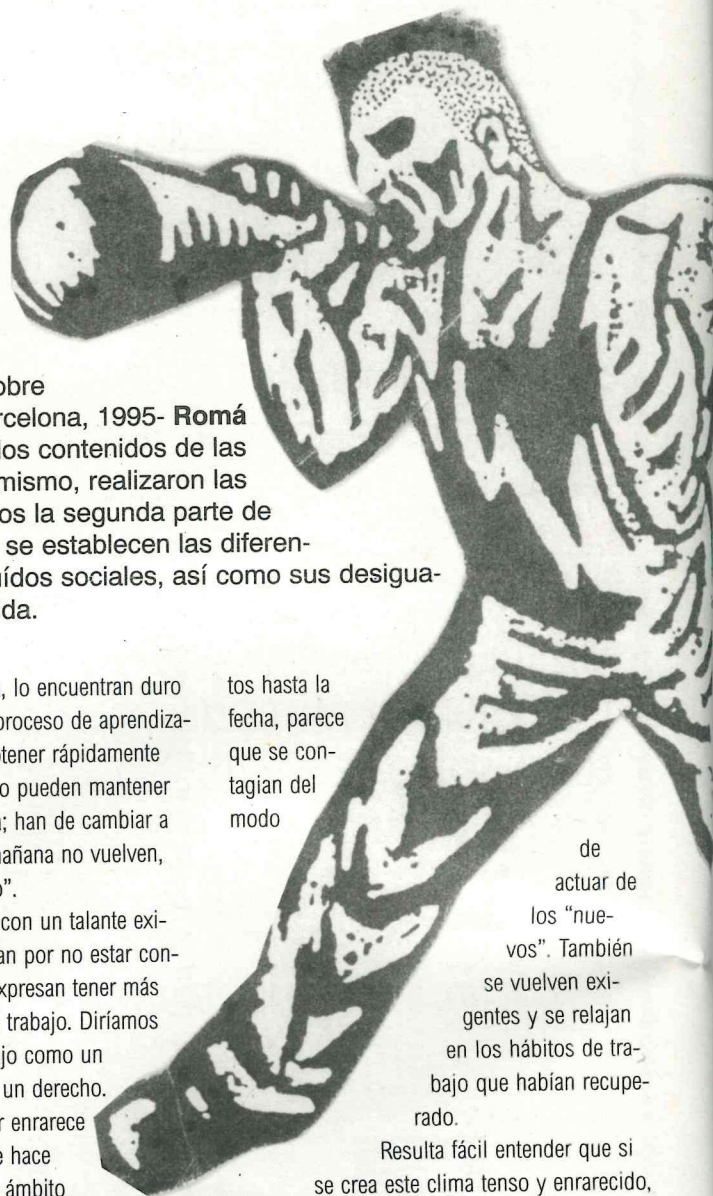 obre
rcelona, 1995- Romá
los contenidos de las
mismo, realizaron las
os la segunda parte de
se establecen las diferen-
ídos sociales, así como sus desigua-
da.
, lo encuentran duro
proceso de aprendiza-
btener rápidamente
o pueden mantener
; han de cambiar a
añana no vuelven,
o".
con un talante exi-
an por no estar con-
xpresan tener más
trabajo. Diríamos
jo como un
un derecho.
r enrarece
e hace
ámbito
tos hasta la
fecha, parece
que se con-
tagian del
modo
de
actuar de
los "nue-
vos". También
se vuelven exi-
gentes y se relajan
en los hábitos de tra-
bajo que habían recupe-
rado.
Resulta fácil entender que si
se crea este clima tenso y enrarecido,